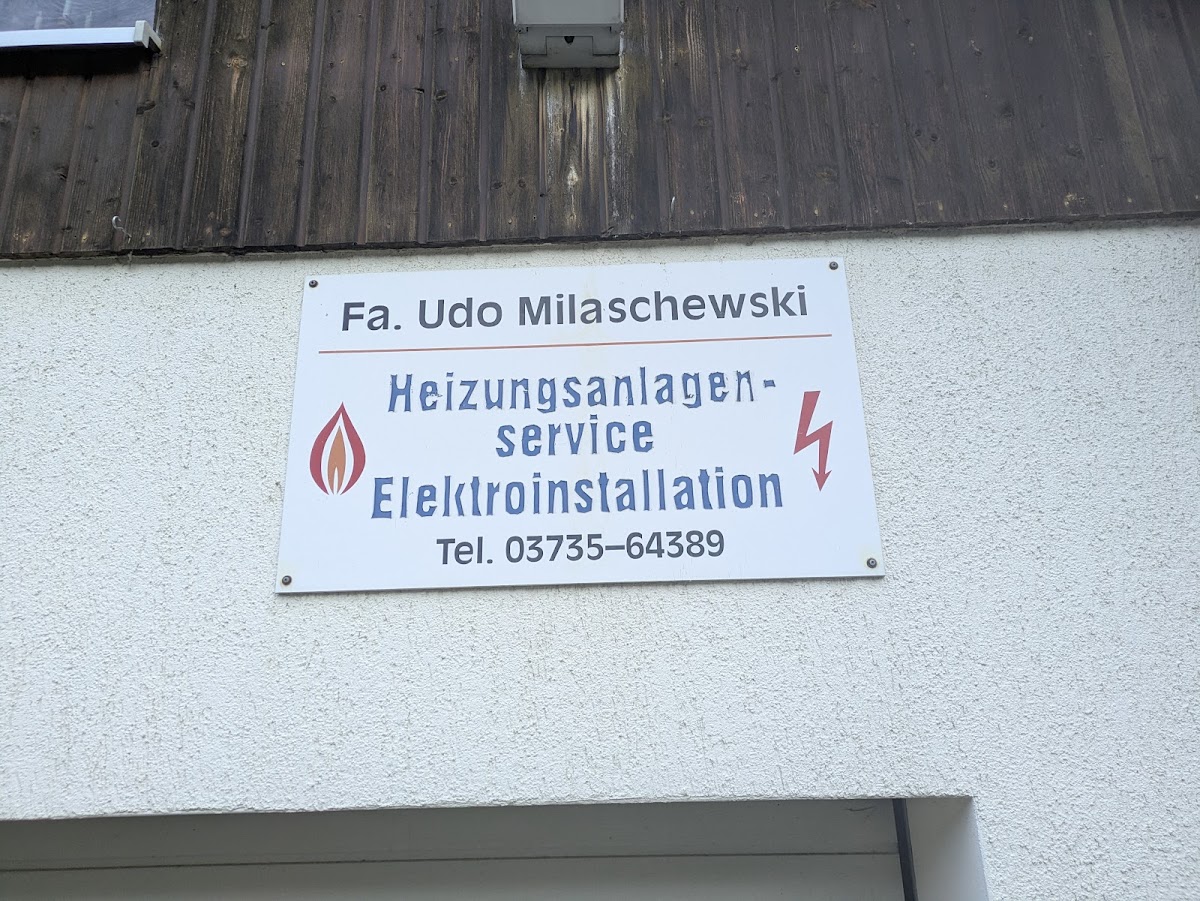 Fa. Udo Milaschewski
Heizungsanlagen-
service
Elektroinstallation
Tel. 03735–64389